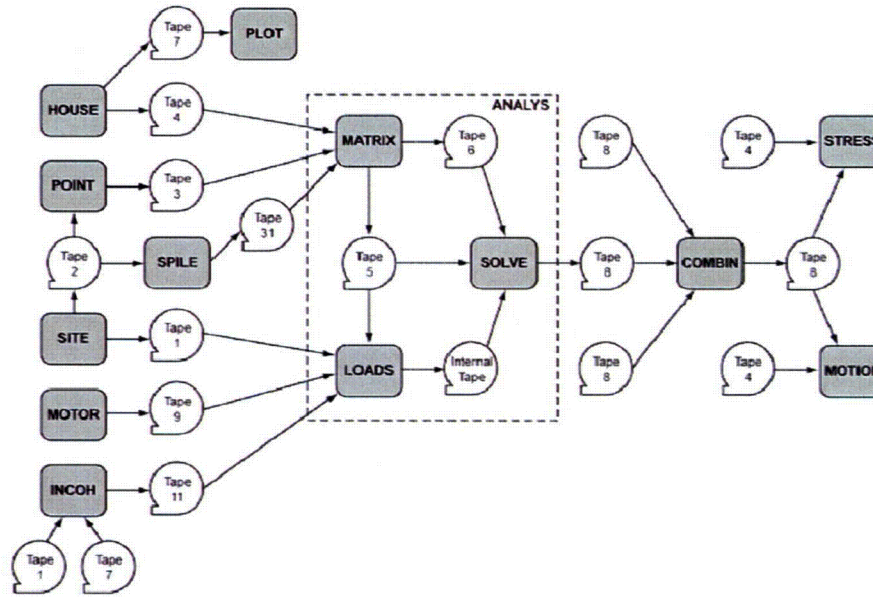 Tape
7
PLOT
HOUSE
Tape
4
ANALYS
MATRIX
Tape
6
Tape
8
Tape
4
STRESS
POINT
Tape
3
Tape
31
Tape
2
SPILE
Tape
5
SOLVE
Tape
8
COMBIN
Tape
8
SITE
Tape
1
LOADS
Internal
Tape
Tape
8
Tape
4
MOTION
MOTOR
Tape
9
INCOH
Tape
11
Tape
1
Tape
7